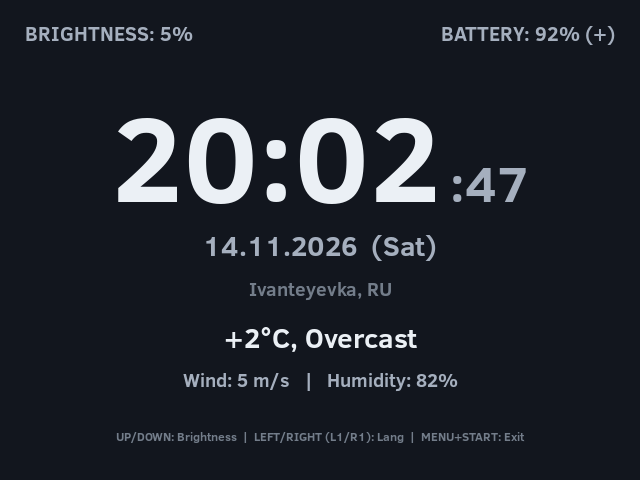 BRIGHTNESS: 5%
BATTERY: 92% (+)
20:02 :47
14.11.2026 (Sat)
Ivanteyevka, RU
+2°C, Overcast
Wind: 5 m/s | Humidity: 82%
UP/DOWN: Brightness | LEFT/RIGHT (L1/R1): Lang | MENU+START: Exit